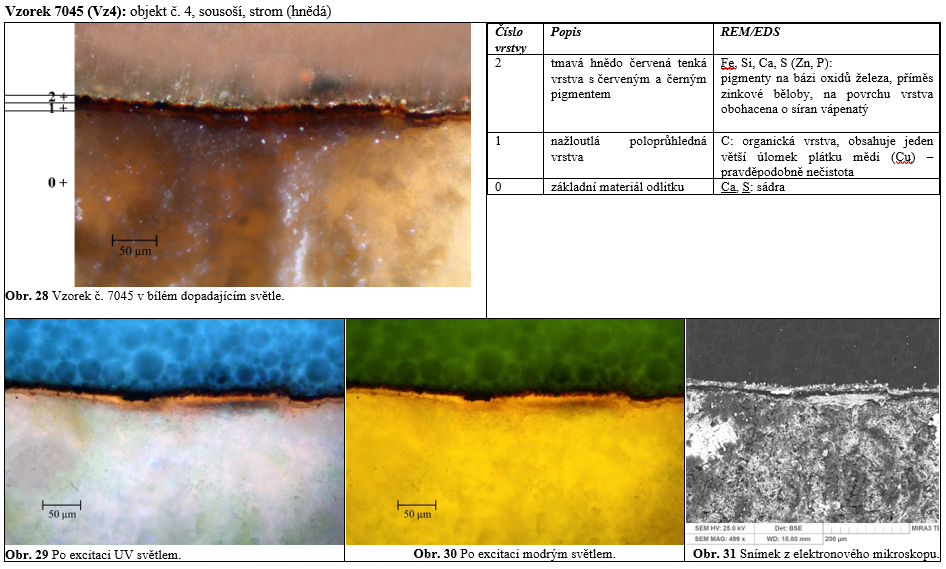 Vzorek 7045 (Vz4): objekt č. 4, sousoší, strom (hnědá)
Číslo vrstvy
Popis
REM/EDS
2
tmavá hnědo červená tenká
vrstva s červeným a černým
pigmentem
Fe, Si, Ca, S (Zn, P):
pigmenty na bázi oxidů železa, příměs
zinkové běloby, na povrchu vrstva
obohacena o síran vápenatý
1
nažloutlá poloprůhledná
vrstva
C: organická vrstva, obsahuje jeden
větší úlomek plátku mědi (Cu) –
pravděpodobně nečistota
0
základní materiál odlitku
Ca, S: sádra
2 +
1 +
0 +
50 µm
Obr. 28 Vzorek č. 7045 v bílém dopadajícím světle.
50 µm
50 µm
SEM HV: 25.0 kV
Det: BSE
MIRA3 TE
SEM MAG: 499 x
WD: 15.80 mm
200 µm
Obr. 29 Po excitaci UV světlem.
Obr. 30 Po excitaci modrým světlem.
Obr. 31 Snímek z elektronového mikroskopu.